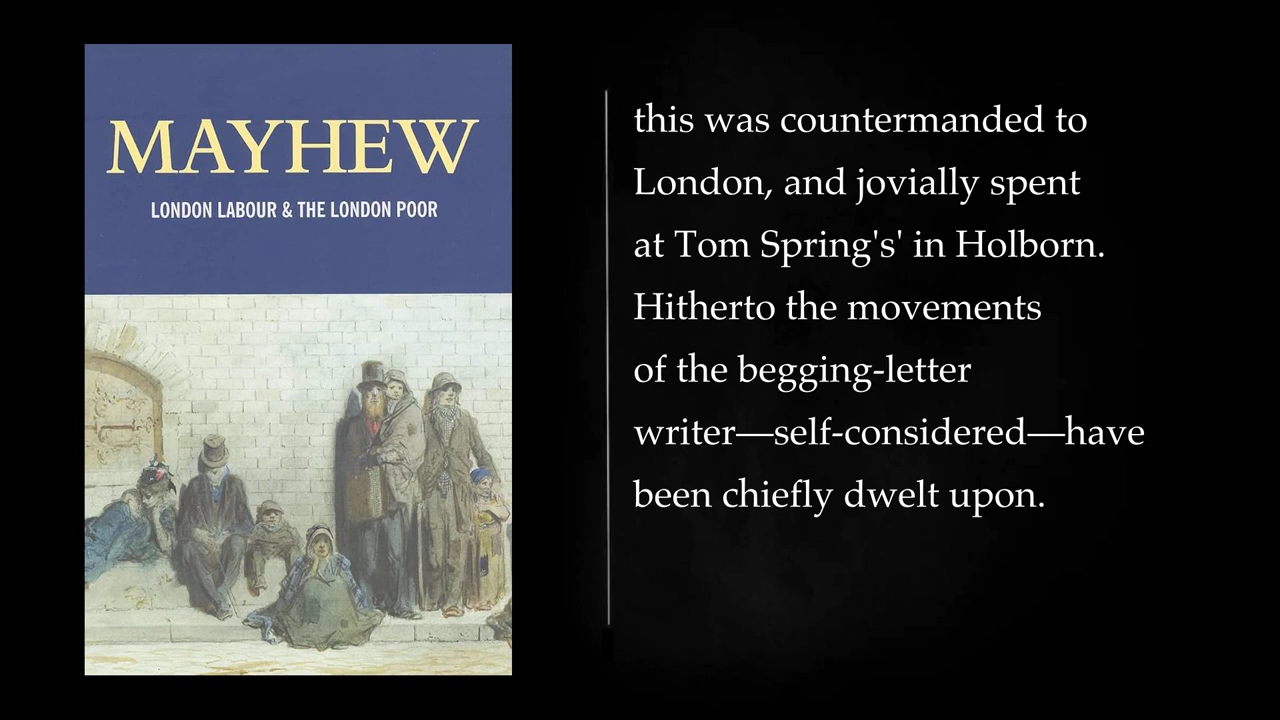 MAYHEW
LONDON LABOUR & THE LONDON POOR
this was countermanded to
London, and jovially spent
at Tom Spring's' in Holborn.
Hitherto the movements
of the begging-letter
writer—self-considered—have
been chiefly dwelt upon.